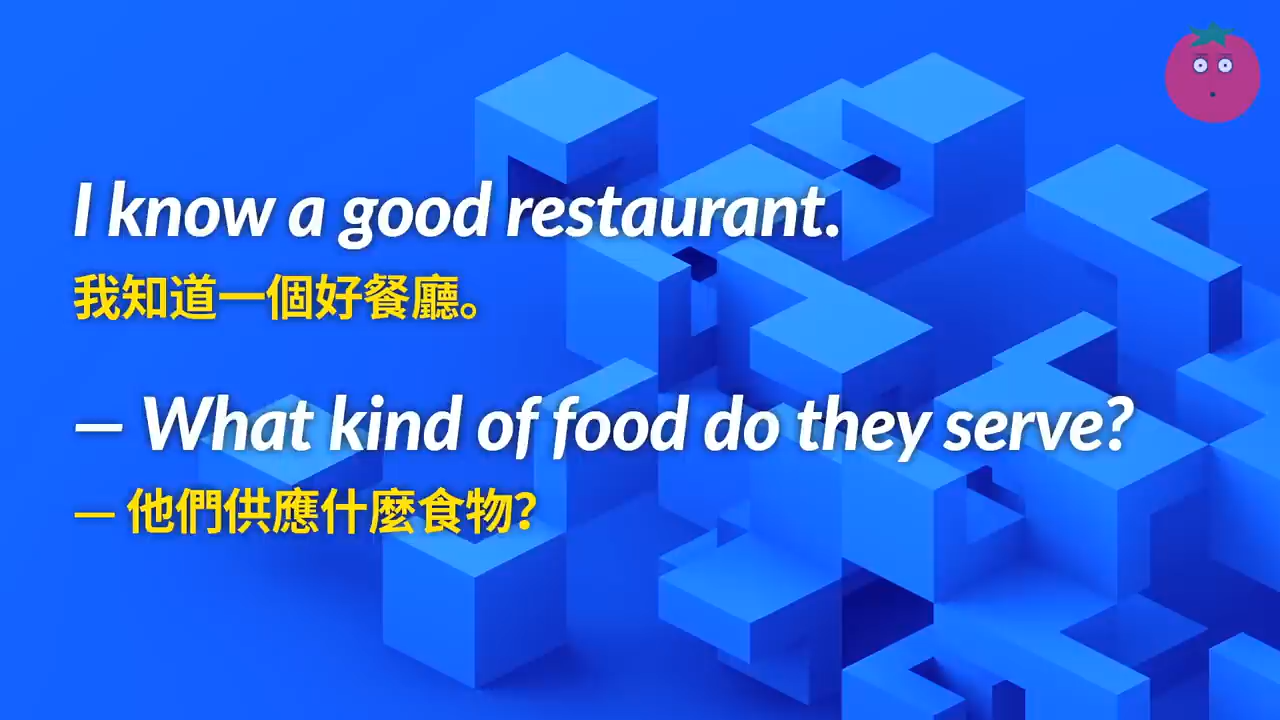 I know a good restaurant.
我知道一個好餐廳。
— What kind of food do they serve?
— 他們供應什麼食物？